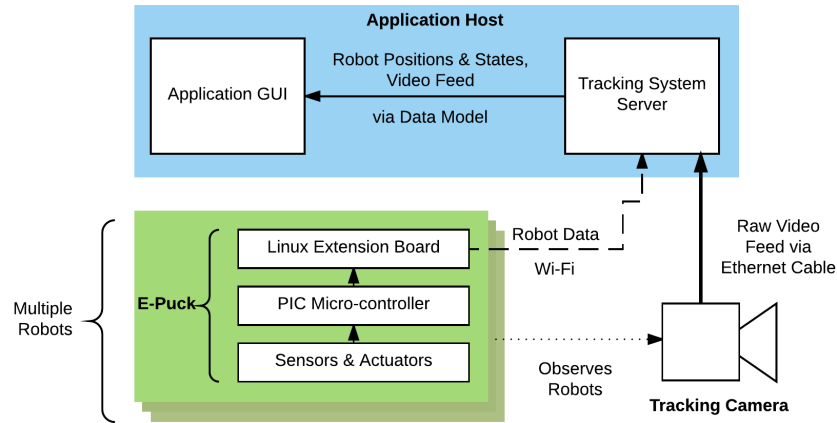 Application Host
Application GUI
Robot Positions & States,
Video Feed
via Data Model
Tracking System
Server
Multiple
Robots
E-Puck
Linux Extension Board
PIC Micro-controller
Sensors & Actuators
Robot Data
Wi-Fi
Observes
Robots
Raw Video
Feed via
Ethernet Cable
Tracking Camera